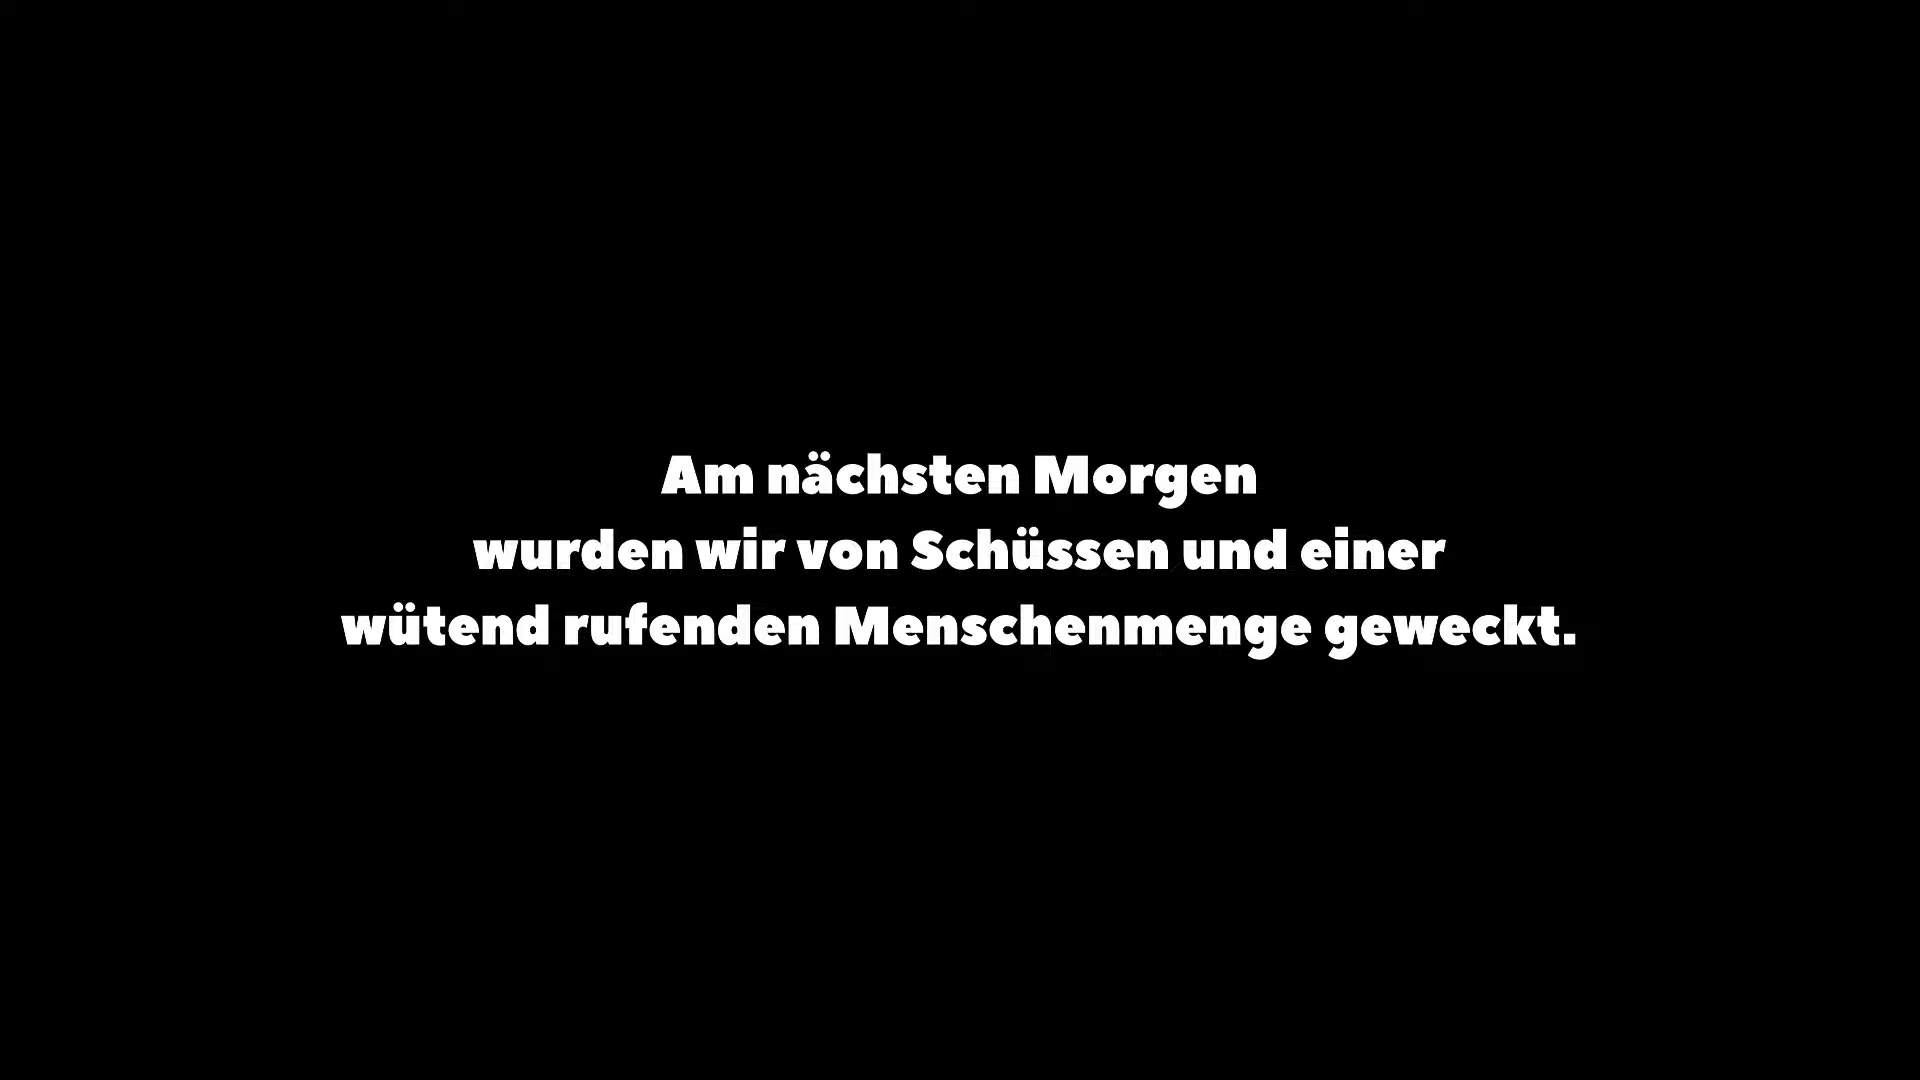 Am nächsten Morgen
wurden wir von Schüssen und einer
wütend rufenden Menschenmenge geweckt.